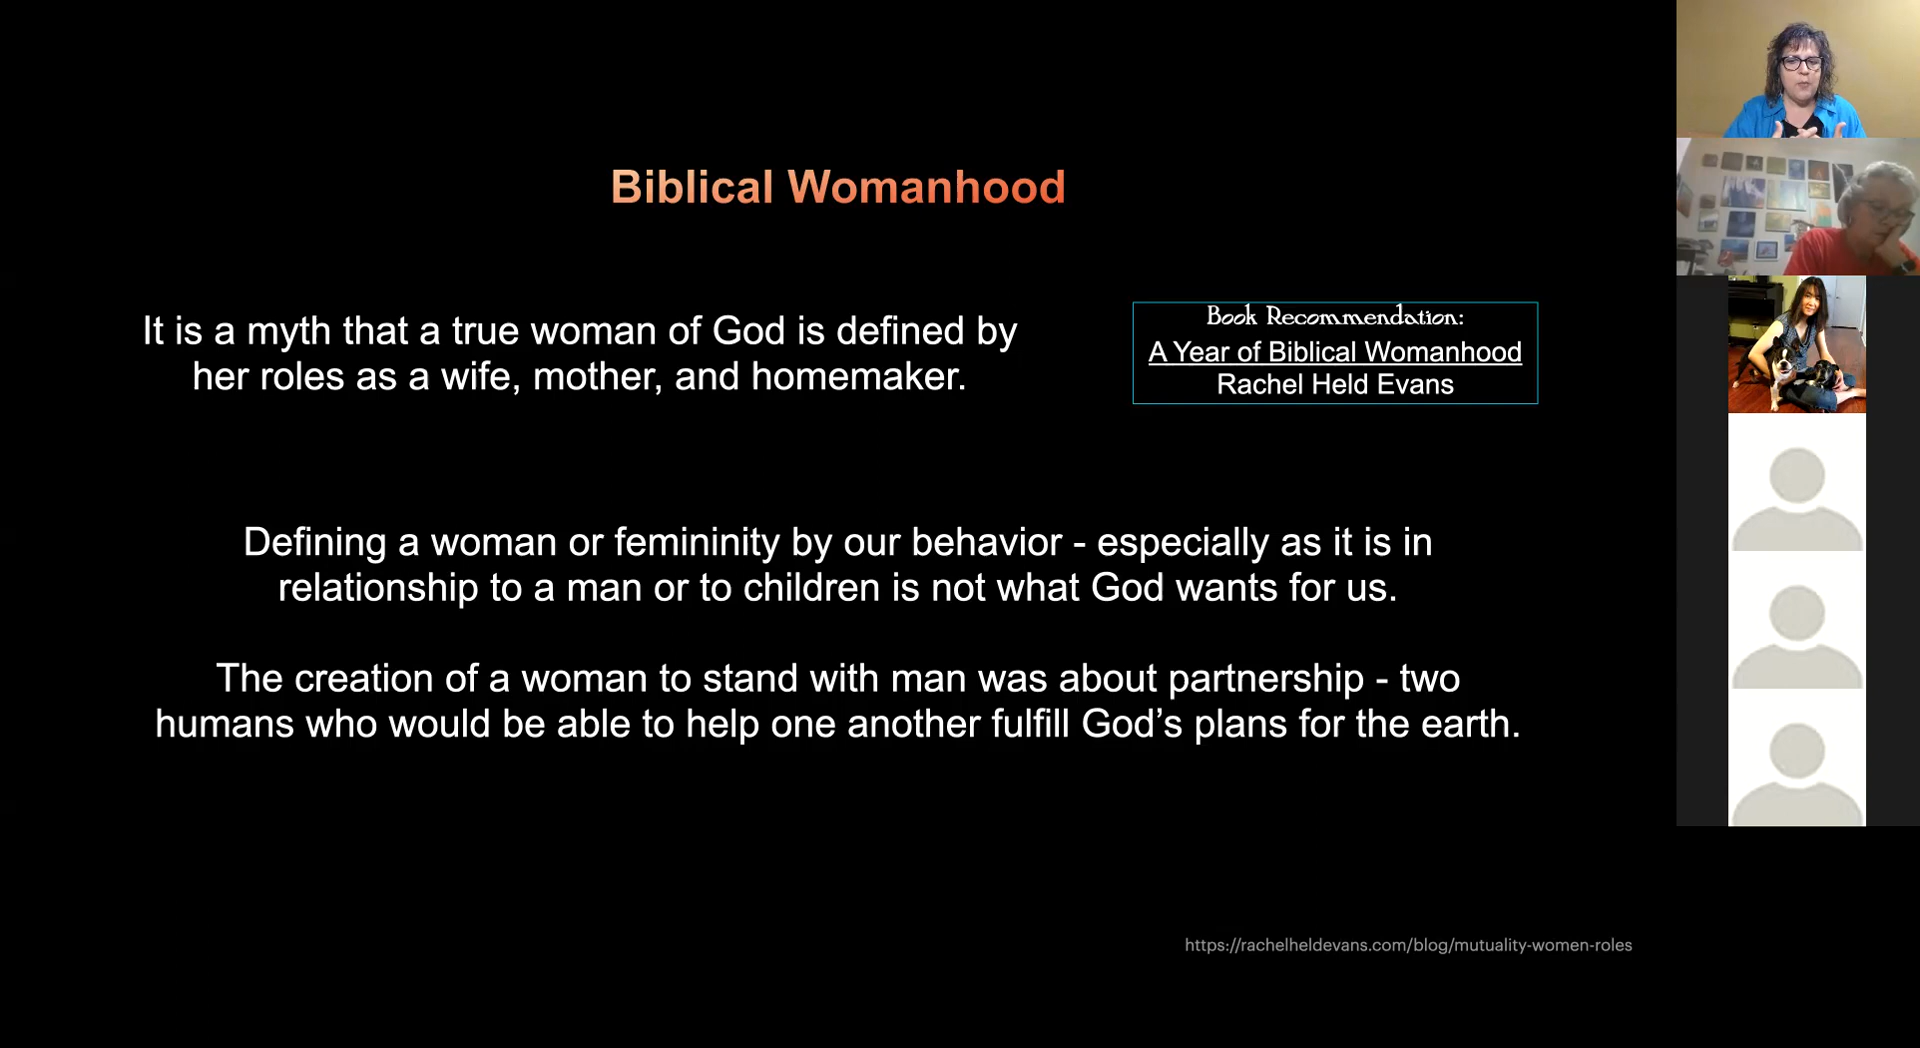 Biblical Womanhood
It is a myth that a true woman of God is defined by
her roles as a wife, mother, and homemaker.
Book Recommendation:
A Year of Biblical Womanhood
Rachel Held Evans
Defining a woman or femininity by our behavior - especially as it is in
relationship to a man or to children is not what God wants for us.
The creation of a woman to stand with man was about partnership - two
humans who would be able to help one another fulfill God’s plans for the earth.
https://rachelheldevans.com/blog/mutuality-women-roles